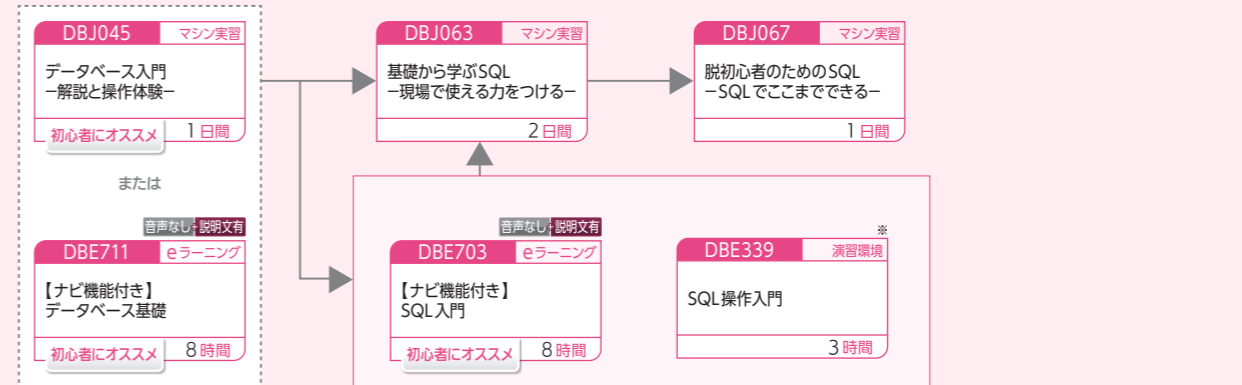 DBJ045 マシン実習
データベース入門
−解説と操作体験−
初心者にオススメ 1日間
DBJ063 マシン実習
基礎から学ぶSQL
−現場で使える力をつける−
2日間
DBJ067 マシン実習
脱初心者のためのSQL
−SQLでここまでできる−
1日間
または
音声なし+説明文有
DBE711 eラーニング
【ナビ機能付き】
データベース基礎
初心者にオススメ 8時間
音声なし+説明文有
DBE703 eラーニング
【ナビ機能付き】
SQL入門
初心者にオススメ 8時間
※
DBE339 演習環境
SQL操作入門
3時間